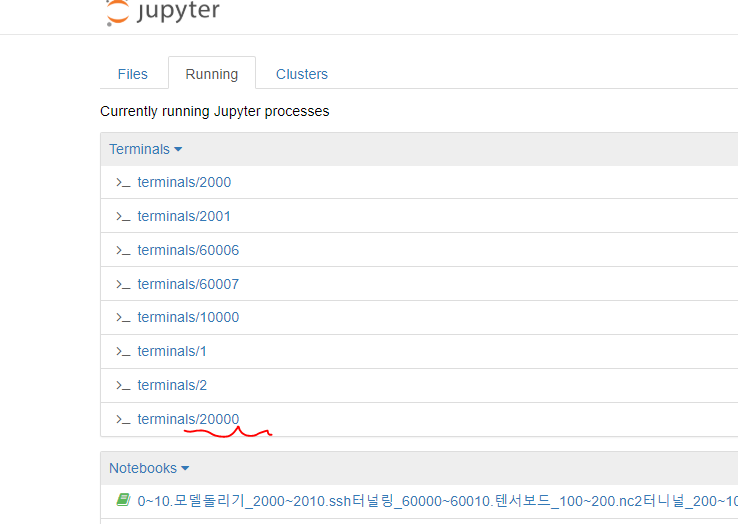 jupyter
Files Running Clusters
Currently running Jupyter processes
Terminals
>_ terminals/2000
>_ terminals/2001
>_ terminals/60006
>_ terminals/60007
>_ terminals/10000
>_ terminals/1
>_ terminals/2
>_ terminals/20000
Notebooks
0~10.모델돌리기_2000~2010.ssh터널링_60000~60010.텐서보드_100~200.nc2터니널_200~10